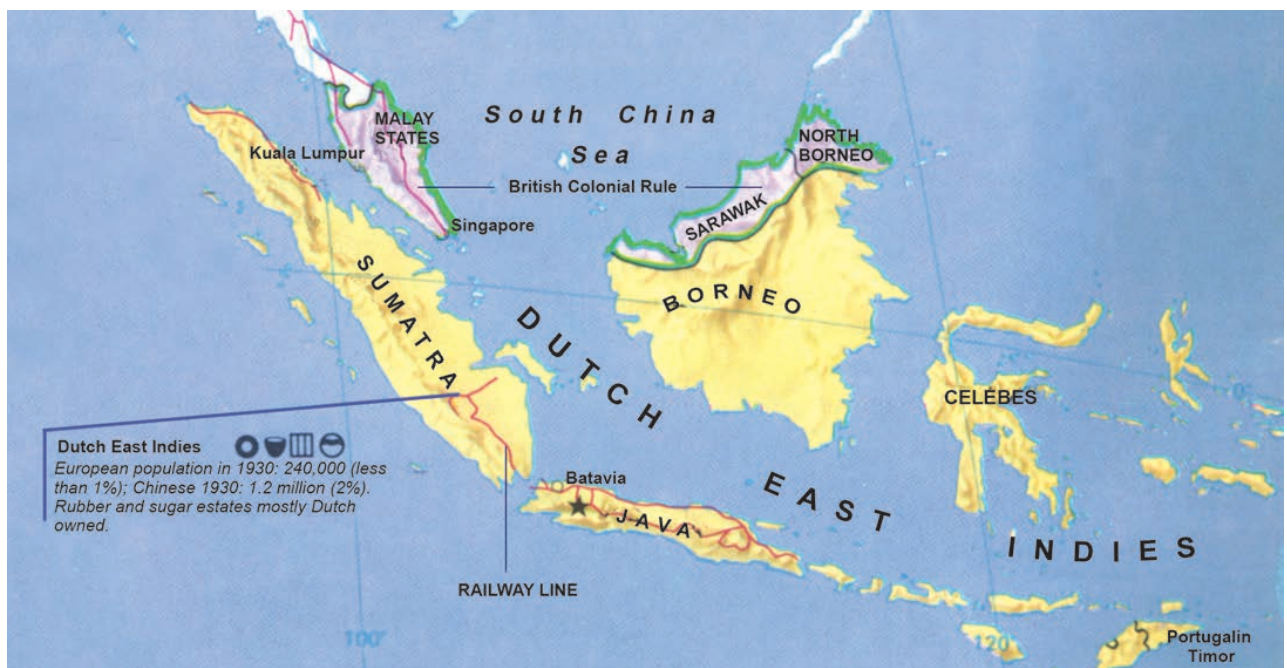 South China
Sea
MALAY
STATES
Kuala Lumpur
NORTH
BORNEO
British Colonial Rule
SARAWAK
Singapore
SUMATRA
BORNEO
DUTCH
EAST
INDIES
CELEBES
0°
Dutch East Indies
European population in 1930: 240,000 (less
than 1%); Chinese 1930: 1.2 million (2%).
Rubber and sugar estates mostly Dutch
owned.
Batavia
JAVA
RAILWAY LINE
100°
120
Portugalin
Timor